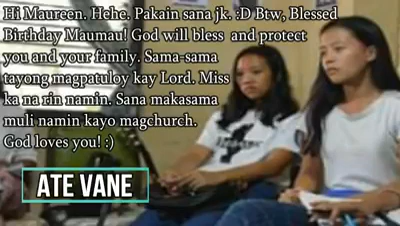 Hi Maureen. Hehe. Pakain sana jk. :D Btw, Blessed
Birthday Maumau! God will bless and protect
you and your family. Sama-sama
tayong magpatuloy kay Lord. Miss
ka na rin namin. Sana makasama
muli namin kayo magchurch.
God loves you! :)
ATE VANE